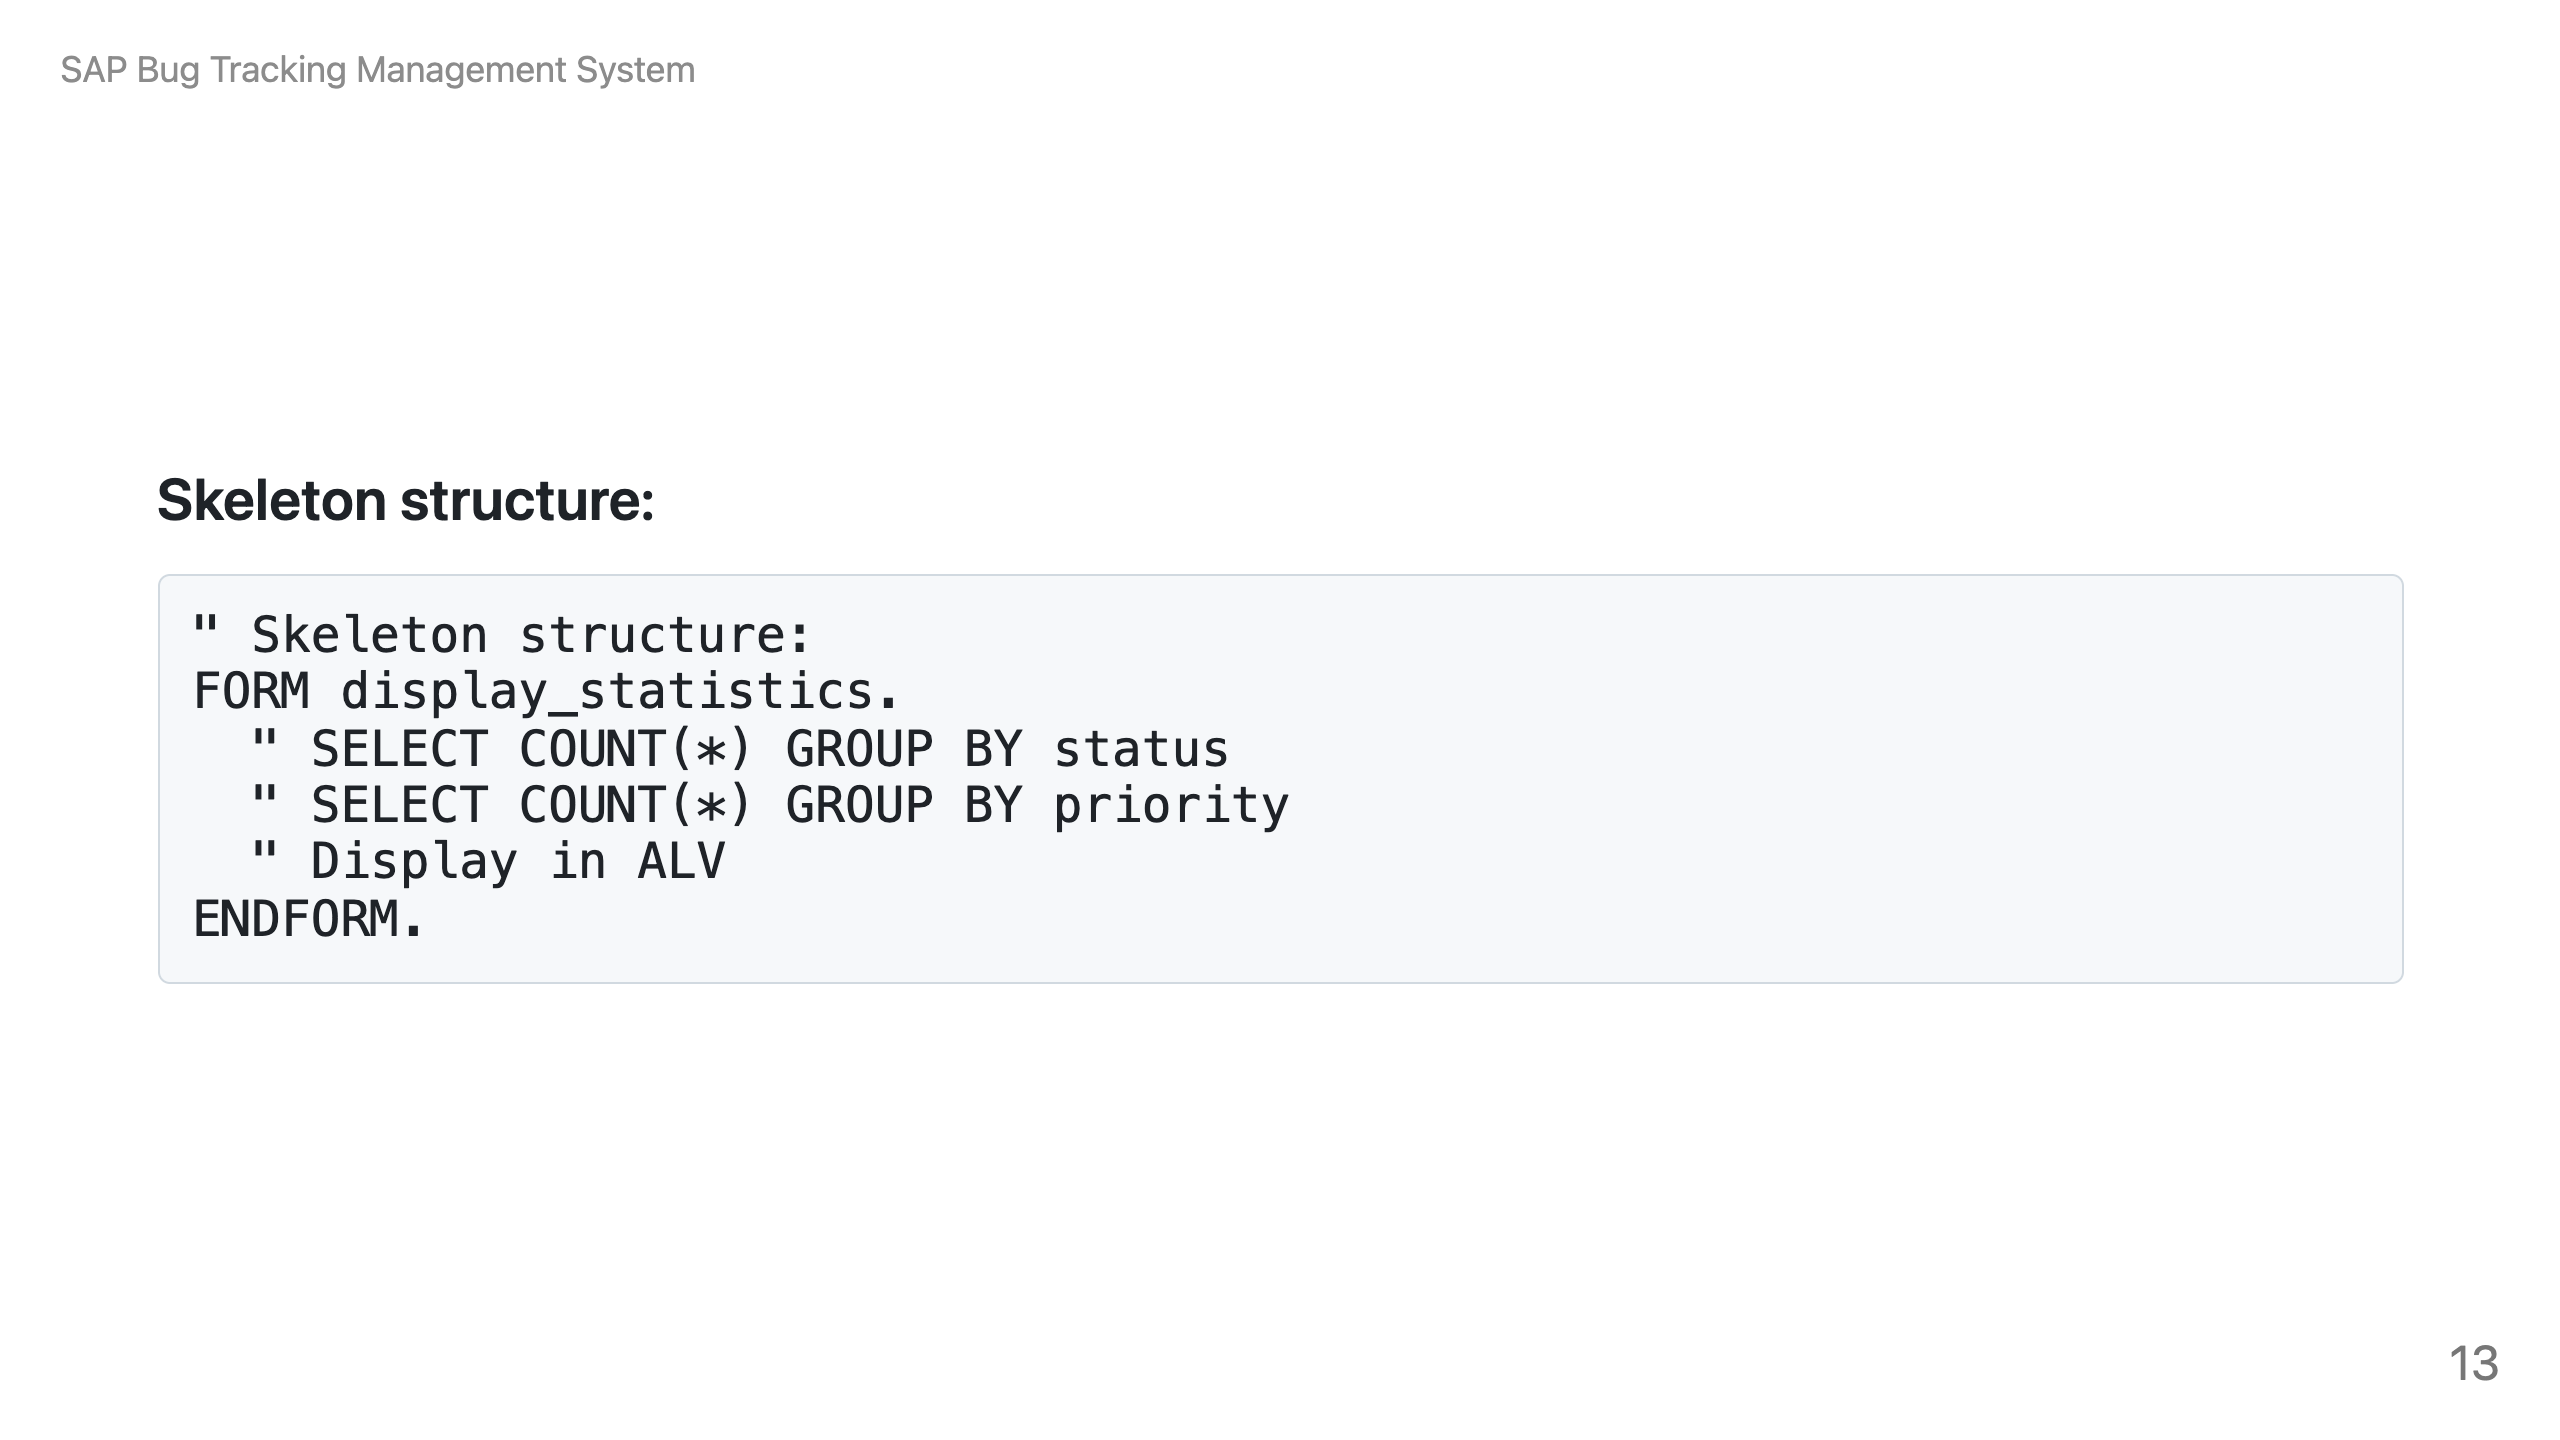 SAP Bug Tracking Management System
Skeleton structure:
" Skeleton structure:
FORM display_statistics.
  " SELECT COUNT(*) GROUP BY status
  " SELECT COUNT(*) GROUP BY priority
  " Display in ALV
ENDFORM.
13